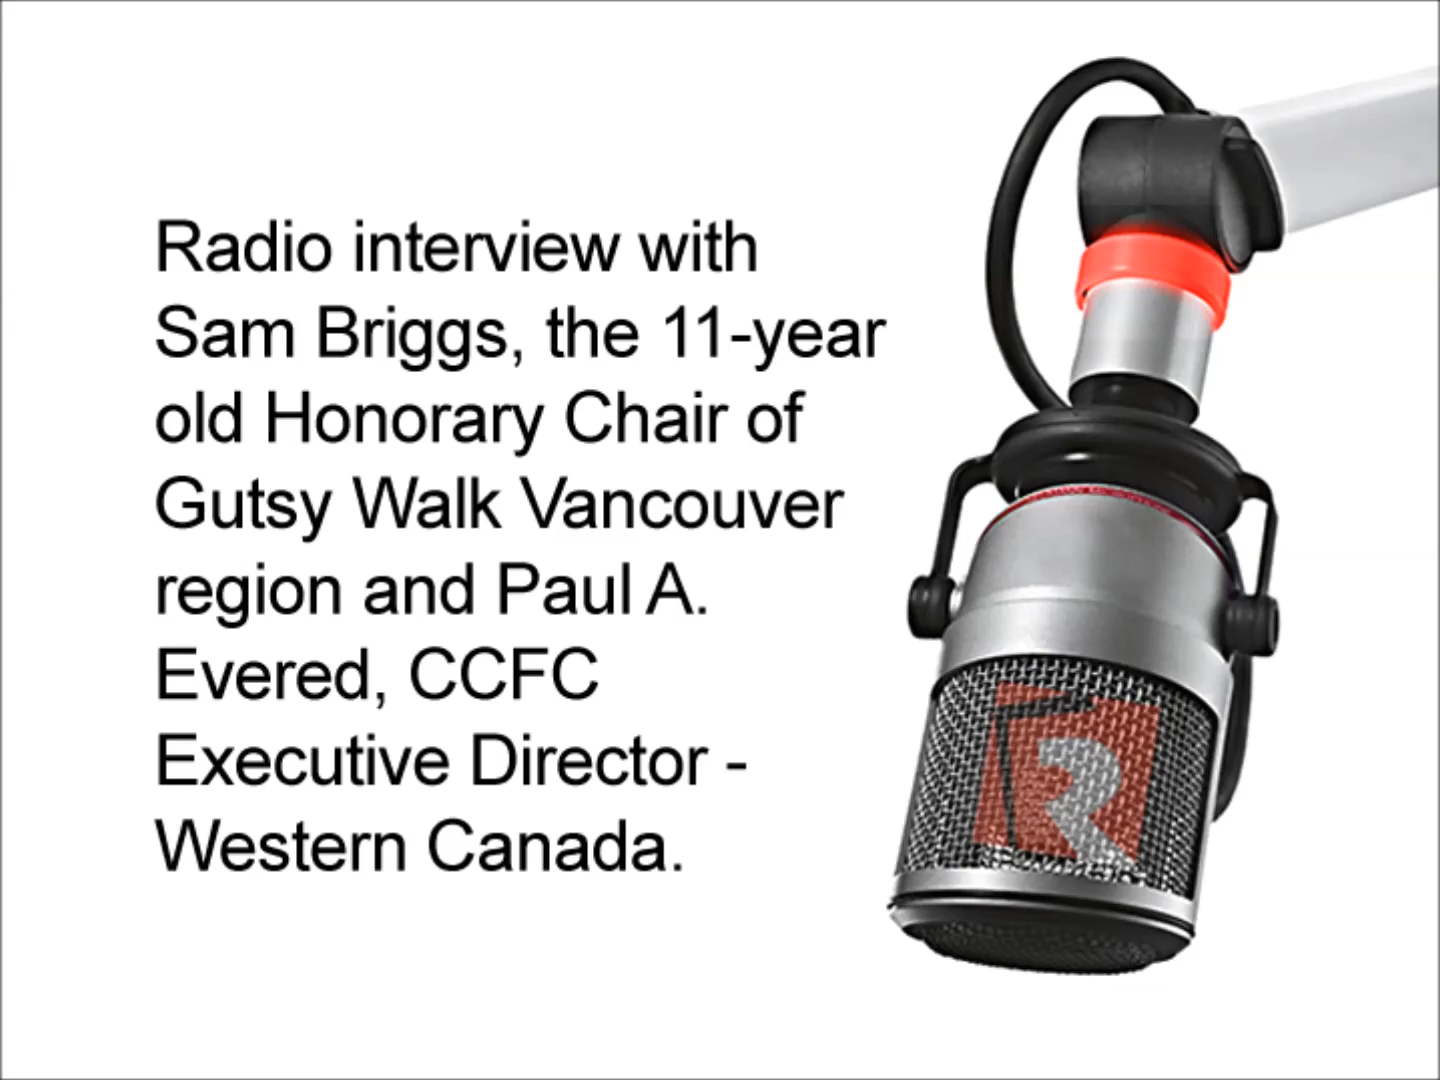 Radio interview with
Sam Briggs, the 11-year
old Honorary Chair of
Gutsy Walk Vancouver
region and Paul A.
Evered, CCFC
Executive Director -
Western Canada.
R